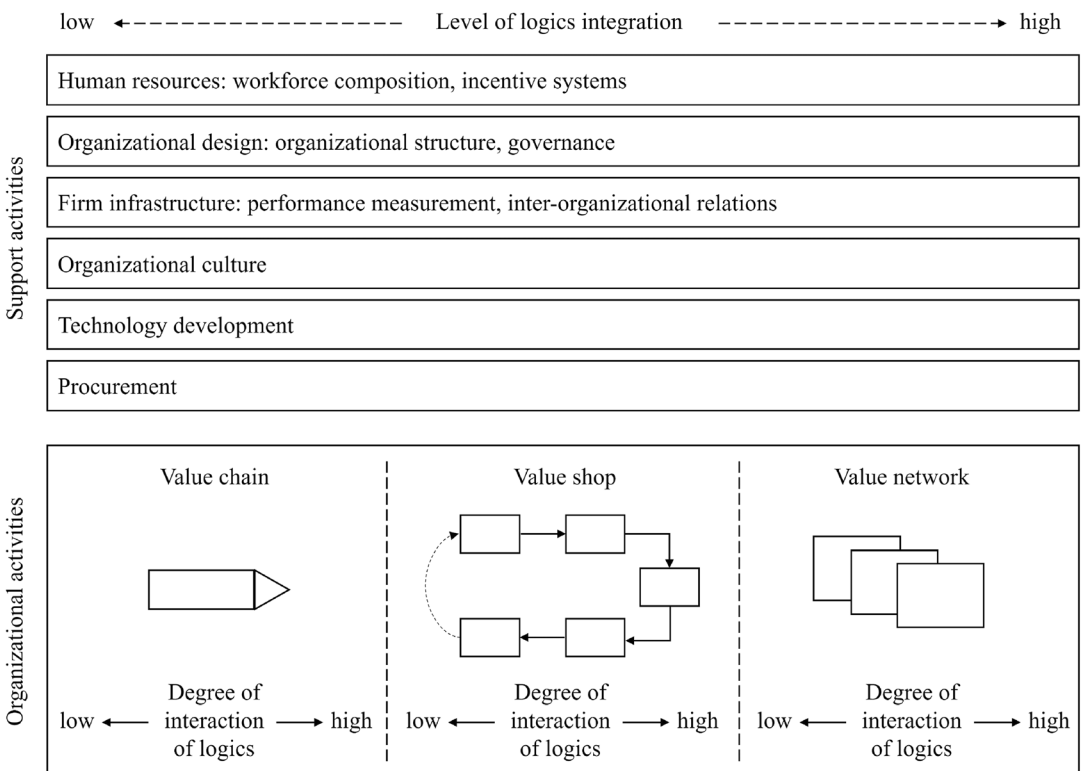 low Level of logics integration high
Support activities
Human resources: workforce composition, incentive systems
Organizational design: organizational structure, governance
Firm infrastructure: performance measurement, inter-organizational relations
Organizational culture
Technology development
Procurement
Organizational activities
Value chain
Value shop
Value network
low Degree of interaction of logics high
low Degree of interaction of logics high
low Degree of interaction of logics high